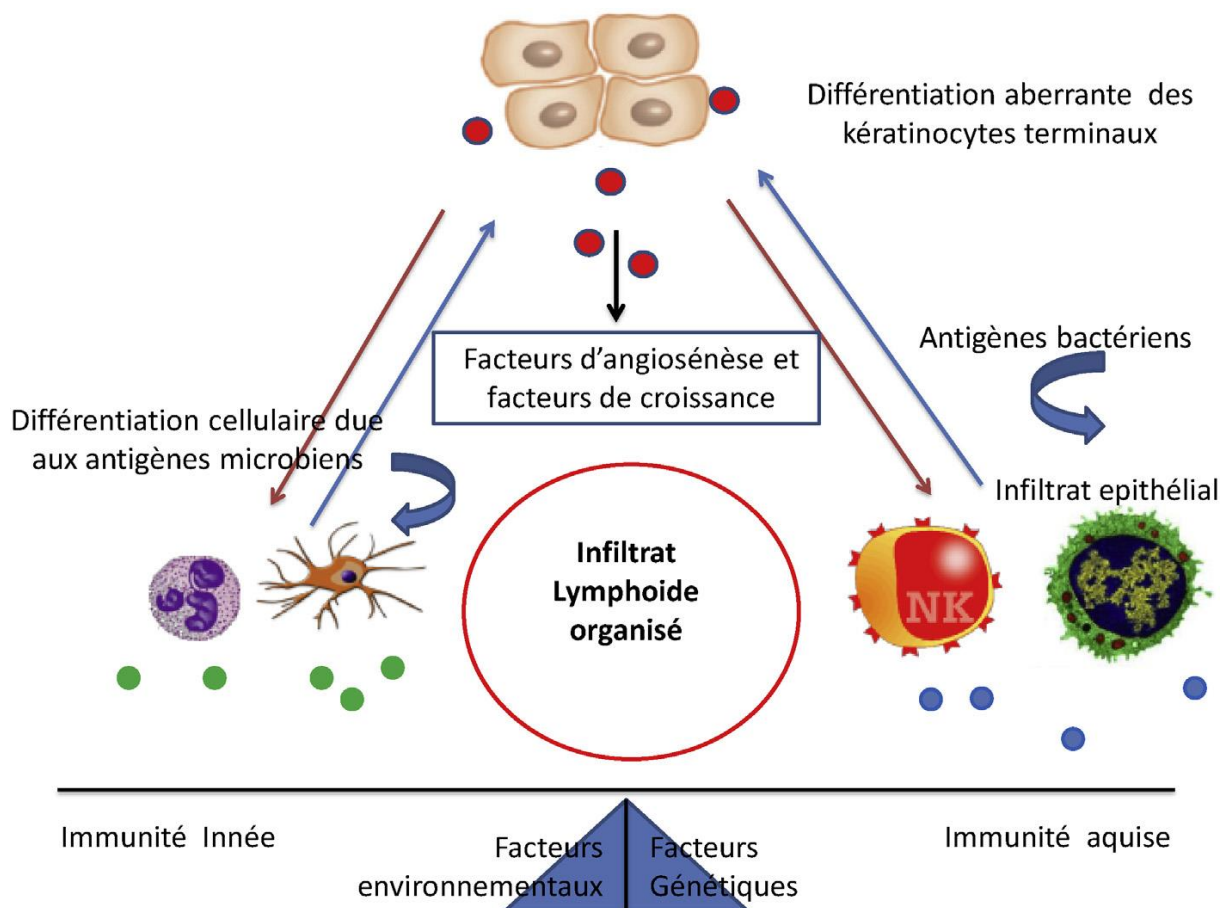 Différentiation aberrante des
kératinocytes terminaux
Facteurs d'angiosénèse et
facteurs de croissance
Antigènes bactériens
Différentiation cellulaire due
aux antigènes microbiens
Infiltrat epithélial
Infiltrat
Lymphoide
organisé
NK
Immunité Innée
Facteurs
environnementaux
Facteurs
Génétiques
Immunité aquise